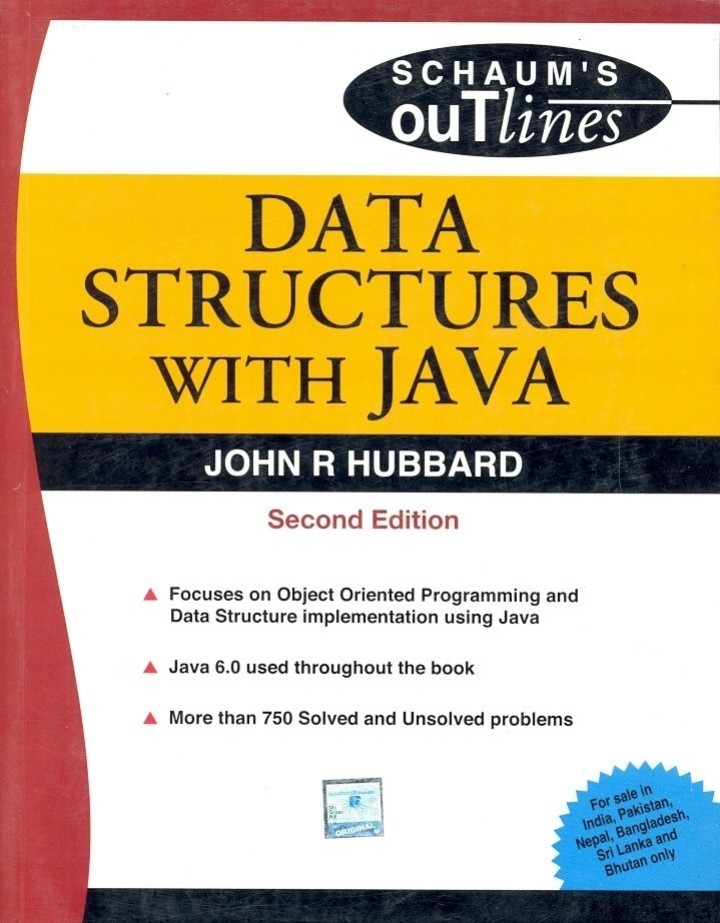 SCHAUM'S
ouTlines
DATA
STRUCTURES
WITH JAVA
JOHN R HUBBARD
Second Edition
Focuses on Object Oriented Programming and
Data Structure implementation using Java
Java 6.0 used throughout the book
More than 750 Solved and Unsolved problems
ORIGINAL
For sale in
India, Pakistan,
Nepal, Bangladesh,
Sri Lanka and
Bhutan only